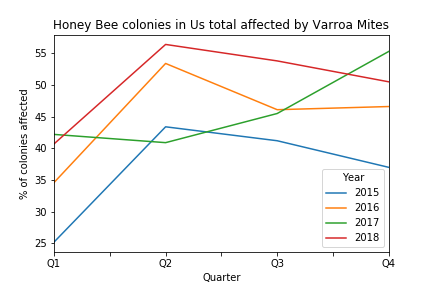 Honey Bee colonies in Us total affected by Varroa Mites
% of colonies affected
55
50
45
40
35
30
25
Q1
Q2
Q3
Q4
Quarter
Year
2015
2016
2017
2018